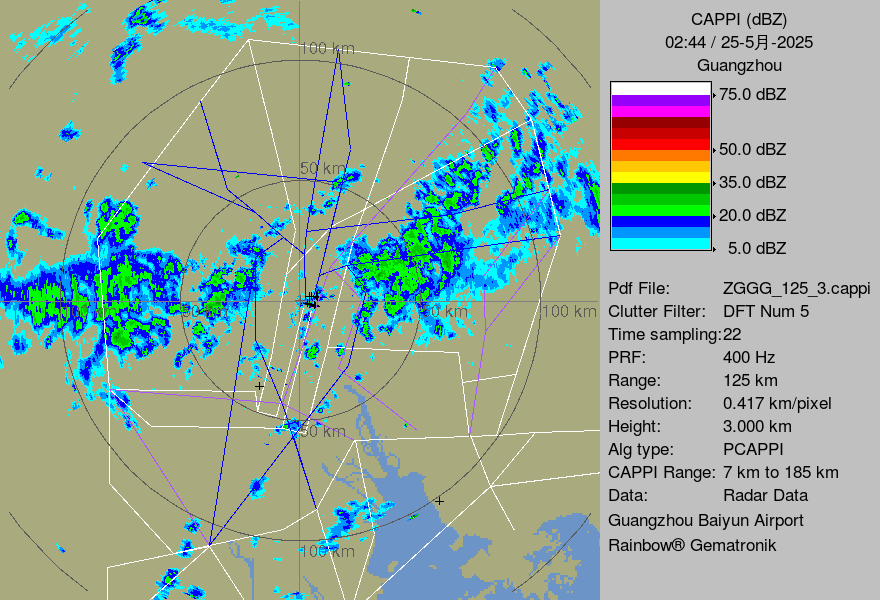 CAPPI (dBZ)
02:44 / 25-5月-2025
Guangzhou
75.0 dBZ
50.0 dBZ
35.0 dBZ
20.0 dBZ
5.0 dBZ
Pdf File: ZGGG_125_3.cappi
Clutter Filter: DFT Num 5
Time sampling:22
PRF: 400 Hz
Range: 125 km
Resolution: 0.417 km/pixel
Height: 3.000 km
Alg type: PCAPPI
CAPPI Range: 7 km to 185 km
Data: Radar Data
Guangzhou Baiyun Airport
Rainbow® Gematronik
100 km
50 km
100 km
50 km
50 km
100 km
50 km
100 km